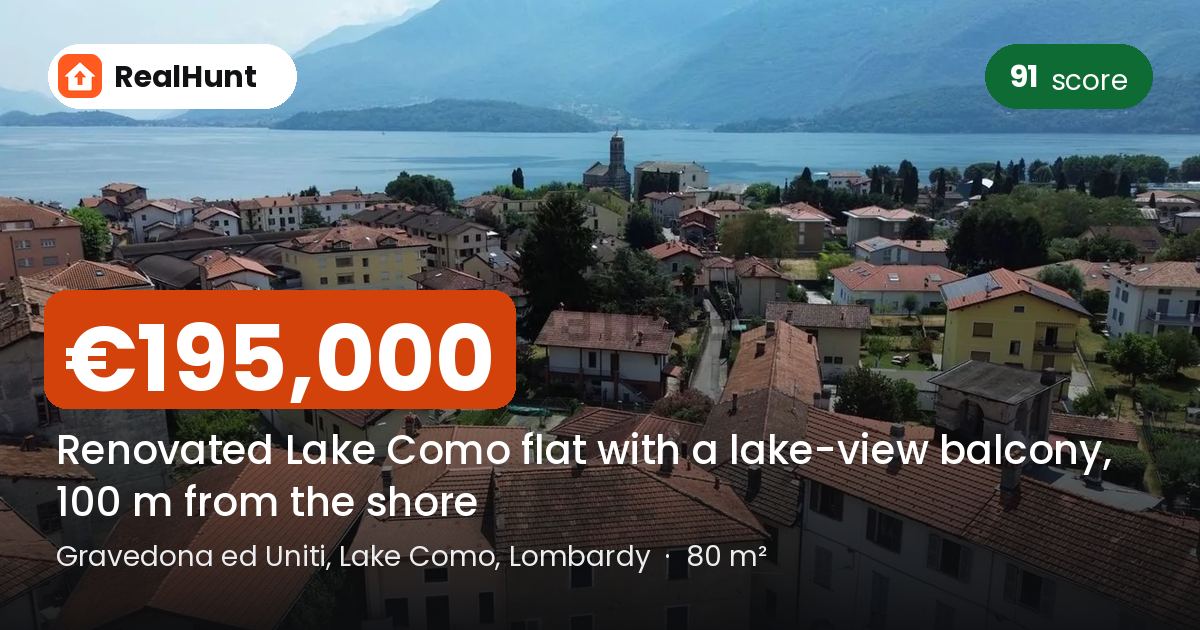 RealHunt
91 score
€195,000
Renovated Lake Como flat with a lake-view balcony,
100 m from the shore
Gravedona ed Uniti, Lake Como, Lombardy · 80 m²